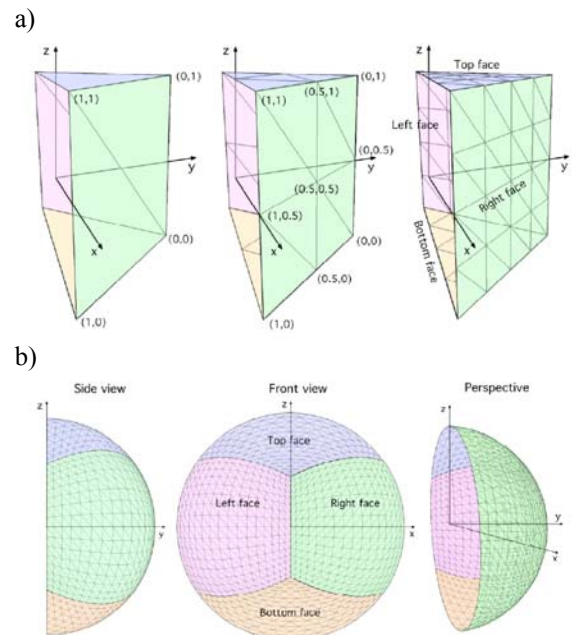 a)
z
(0,1)
(1,1)
y
(0,0)
x
(1,0)
z
(0,1)
(0.5,1)
(1,1)
(0,0.5)
y
(0.5,0.5)
(1,0.5)
(0,0)
x
(0.5,0)
(1,0)
z
Top face
Left face
y
Right face
Bottom face
x
b)
Side view
z
y
Front view
z
Top face
Left face
Right face
x
Bottom face
Perspective
z
y
x